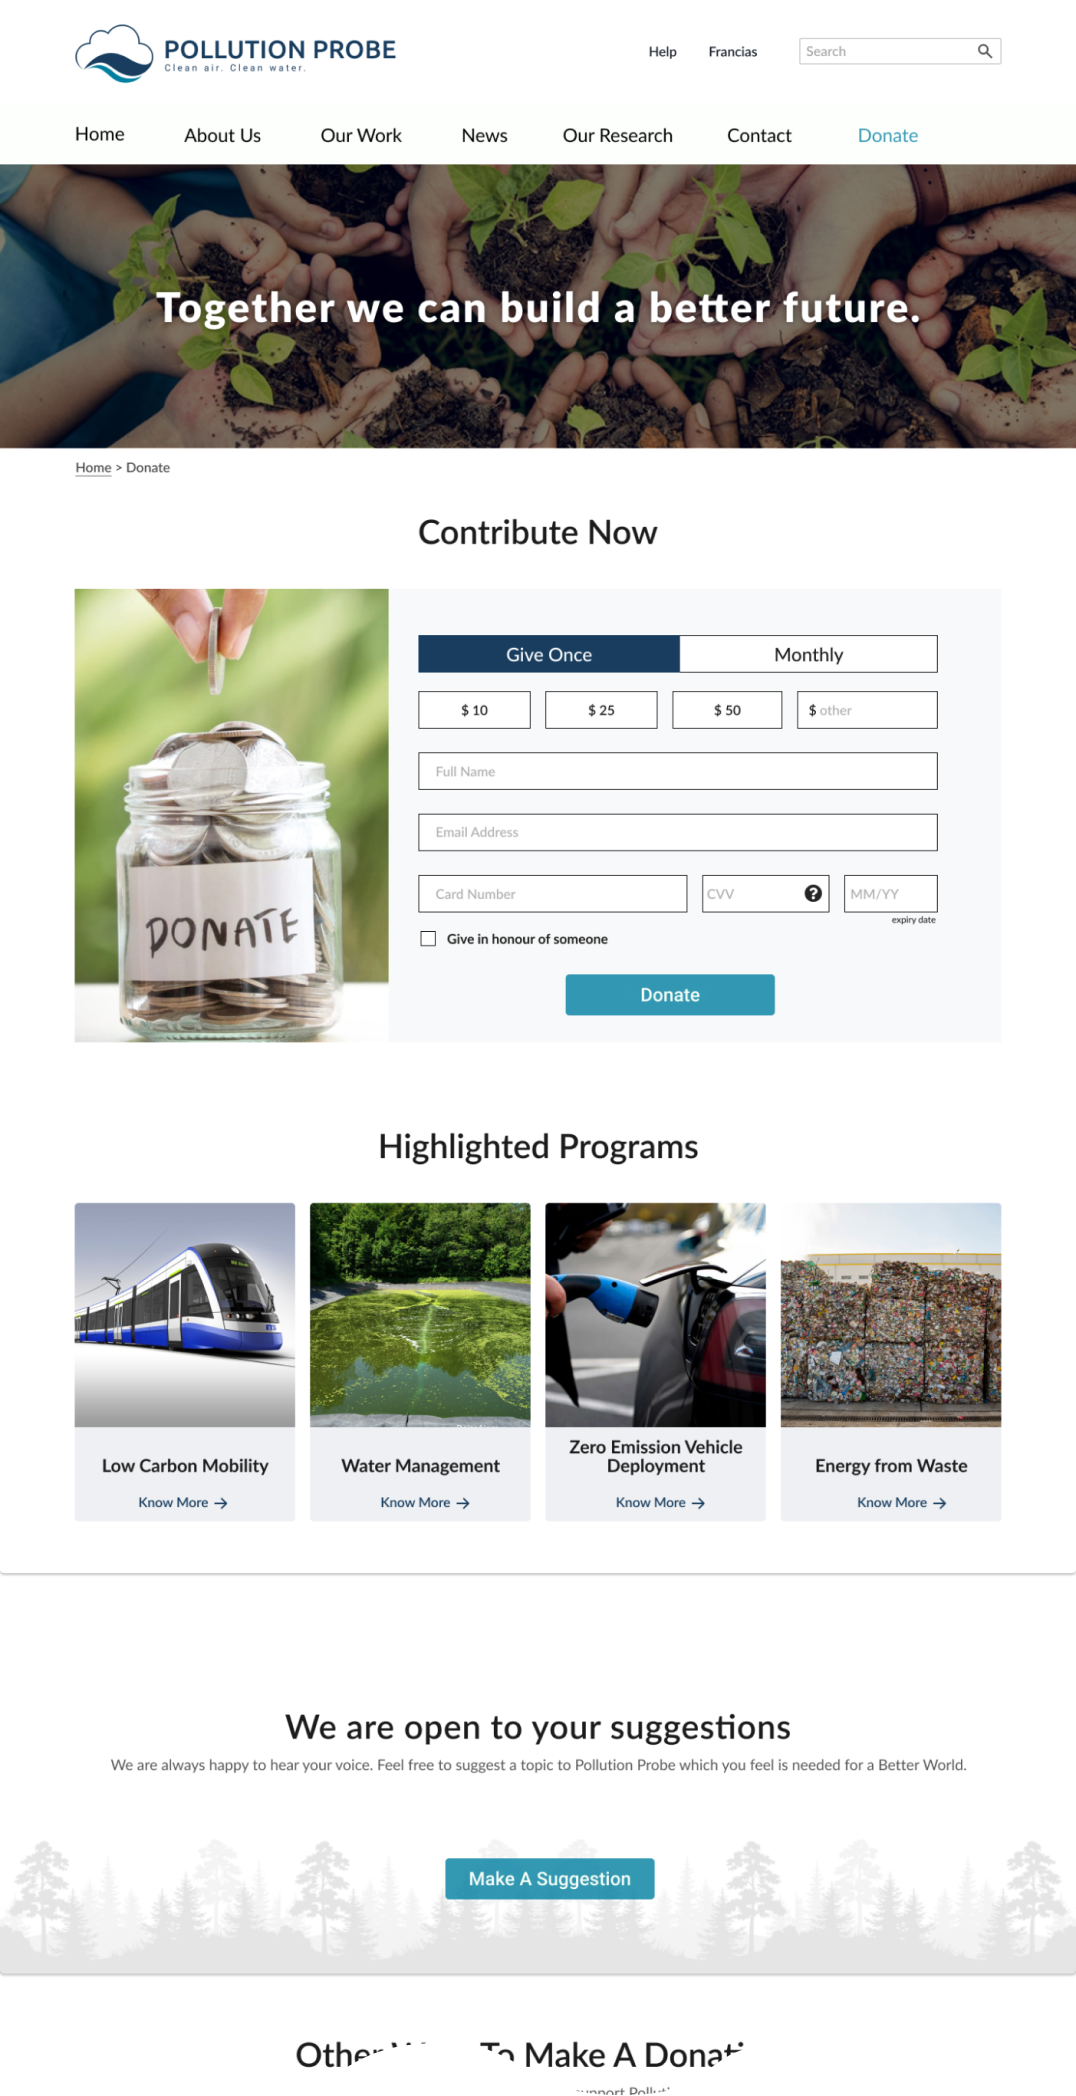 POLLUTION PROBE
Clean air. Clean water.
Help
Francias
Search
Home
About Us
Our Work
News
Our Research
Contact
Donate
Together we can build a better future.
Home > Donate
Contribute Now
DONATE
Give Once
Monthly
$ 10
$ 25
$ 50
$ other
Full Name
Email Address
Card Number
CVV
?
MM/YY
expiry date
Give in honour of someone
Donate
Highlighted Programs
Low Carbon Mobility
Know More →
Water Management
Know More →
Zero Emission Vehicle
Deployment
Know More →
Energy from Waste
Know More →
We are open to your suggestions
We are always happy to hear your voice. Feel free to suggest a topic to Pollution Probe which you feel is needed for a Better World.
Make A Suggestion
Other To Make A